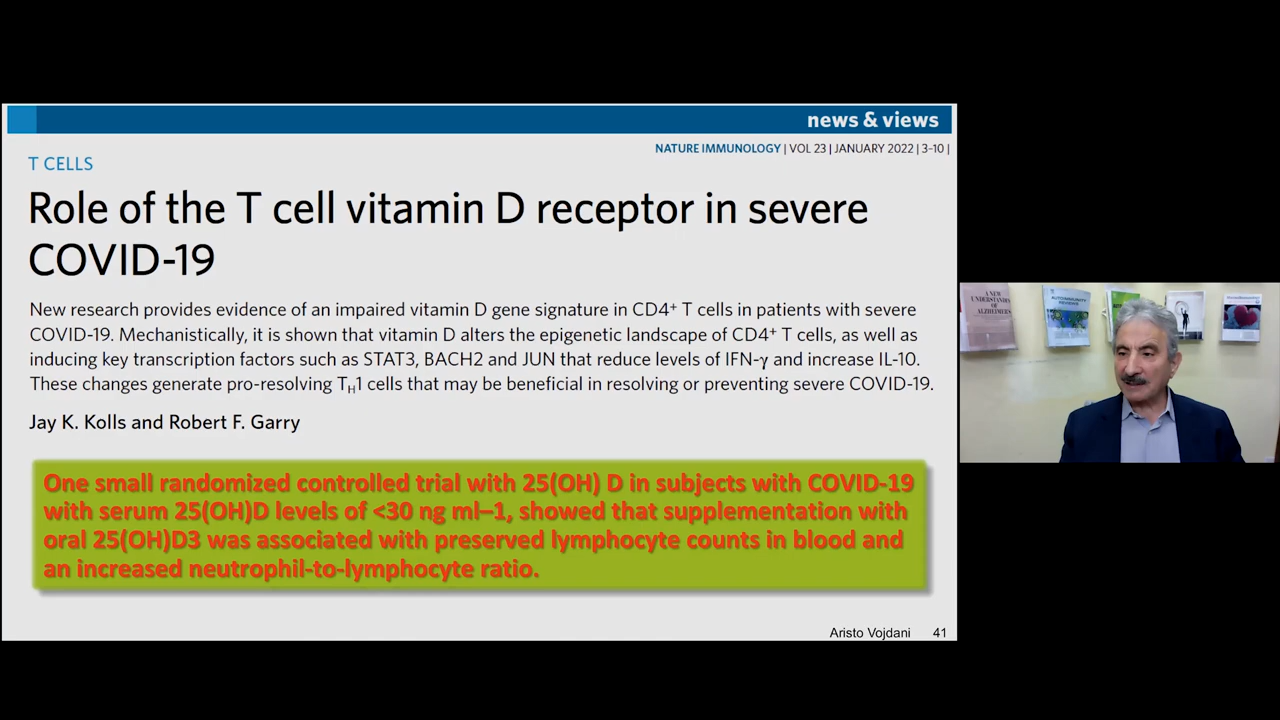 news & views
NATURE IMMUNOLOGY | VOL 23 | JANUARY 2022 | 3-10 |
T CELLS
Role of the T cell vitamin D receptor in severe
COVID-19
New research provides evidence of an impaired vitamin D gene signature in CD4⁺ T cells in patients with severe
COVID-19. Mechanistically, it is shown that vitamin D alters the epigenetic landscape of CD4⁺ T cells, as well as
inducing key transcription factors such as STAT3, BACH2 and JUN that reduce levels of IFN-γ and increase IL-10.
These changes generate pro-resolving TH1 cells that may be beneficial in resolving or preventing severe COVID-19.
Jay K. Kolls and Robert F. Garry
One small randomized controlled trial with 25(OH) D in subjects with COVID-19
with serum 25(OH)D levels of <30 ng ml–1, showed that supplementation with
oral 25(OH)D3 was associated with preserved lymphocyte counts in blood and
an increased neutrophil-to-lymphocyte ratio.
Aristo Vojdani 41
A NEW
UNDERSTANDING
OF
ALZHEIMERS
AUTOIMMUNITY
REVIEWS